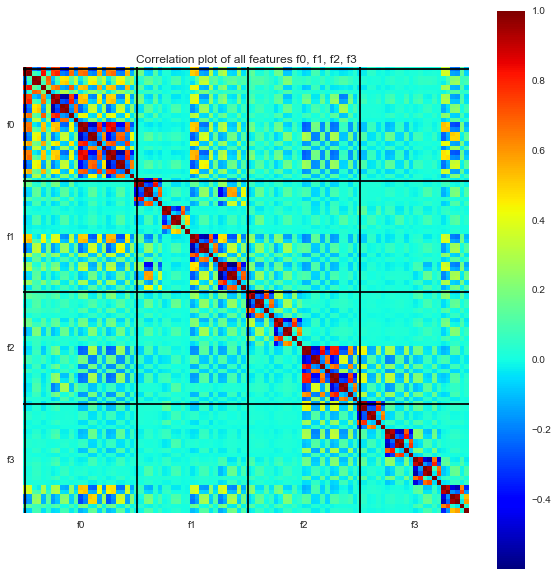 Correlation plot of all features f0, f1, f2, f3
1.0
0.8
0.6
0.4
0.2
0.0
−0.2
−0.4
f0
f1
f2
f3
f0 f1 f2 f3